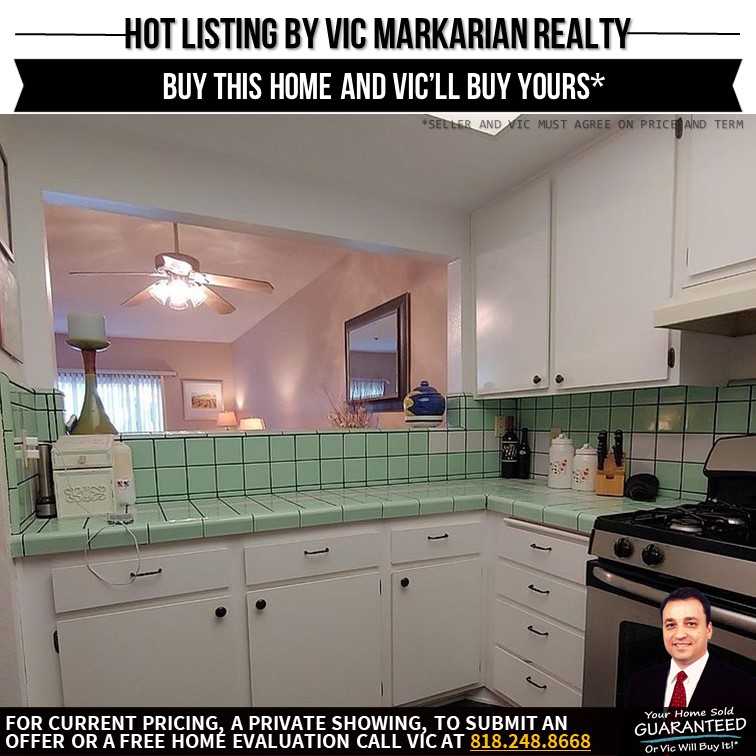 HOT LISTING BY VIC MARKARIAN REALTY
BUY THIS HOME AND VIC'LL BUY YOURS*
*SELLER AND VIC MUST AGREE ON PRICE AND TERM
Your Home Sold
GUARANTEED
Or Vic Will Buy It!
FOR CURRENT PRICING, A PRIVATE SHOWING, TO SUBMIT AN
OFFER OR A FREE HOME EVALUATION CALL VIC AT 818.248.8668